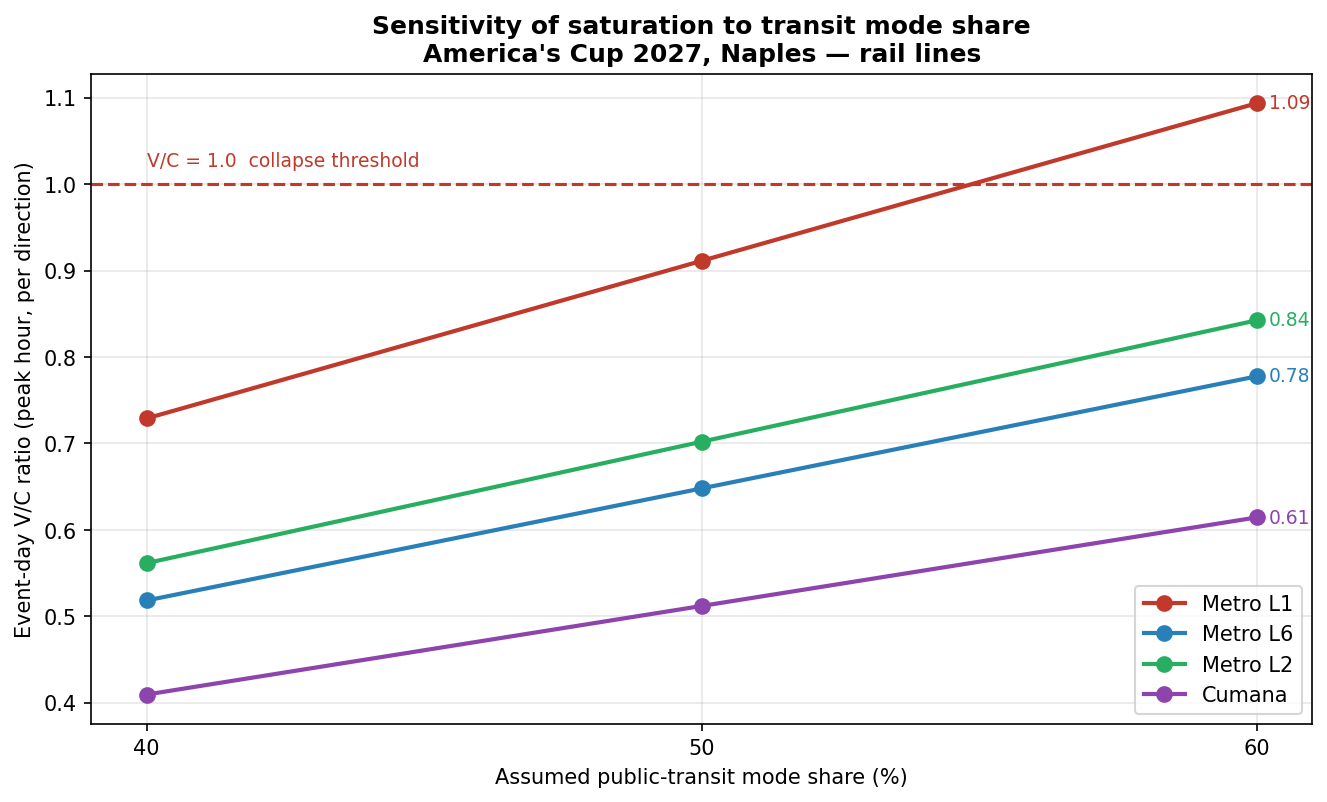 Sensitivity of saturation to transit mode share
America's Cup 2027, Naples — rail lines
Event-day V/C ratio (peak hour, per direction)
1.1
1.0
0.9
0.8
0.7
0.6
0.5
0.4
V/C = 1.0  collapse threshold
1.09
0.84
0.78
0.61
Metro L1
Metro L6
Metro L2
Cumana
40
50
60
Assumed public-transit mode share (%)